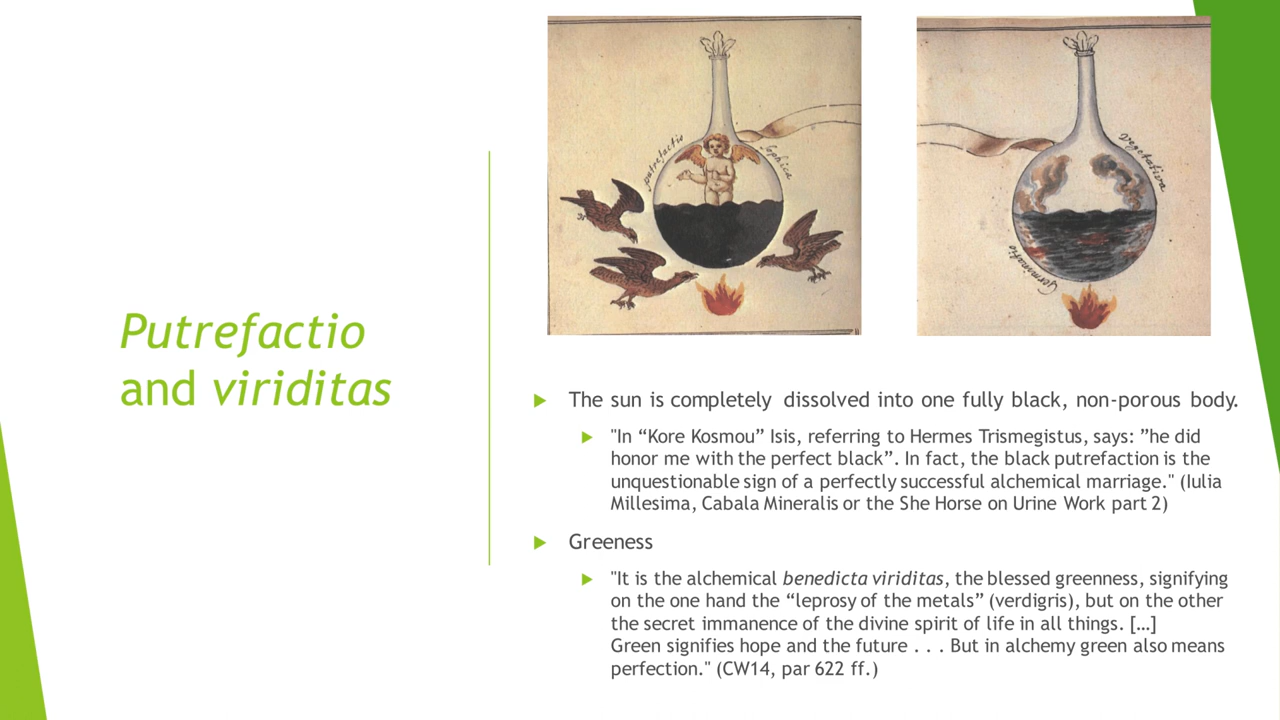 putrefactio
sophica
Vegetativa
Germinatio
Putrefactio
and viriditas
The sun is completely dissolved into one fully black, non-porous body.
"In “Kore Kosmou” Isis, referring to Hermes Trismegistus, says: ”he did
honor me with the perfect black”. In fact, the black putrefaction is the
unquestionable sign of a perfectly successful alchemical marriage." (Iulia
Millesima, Cabala Mineralis or the She Horse on Urine Work part 2)
Greeness
"It is the alchemical benedicta viriditas, the blessed greenness, signifying
on the one hand the “leprosy of the metals” (verdigris), but on the other
the secret immanence of the divine spirit of life in all things. […]
Green signifies hope and the future . . . But in alchemy green also means
perfection." (CW14, par 622 ff.)